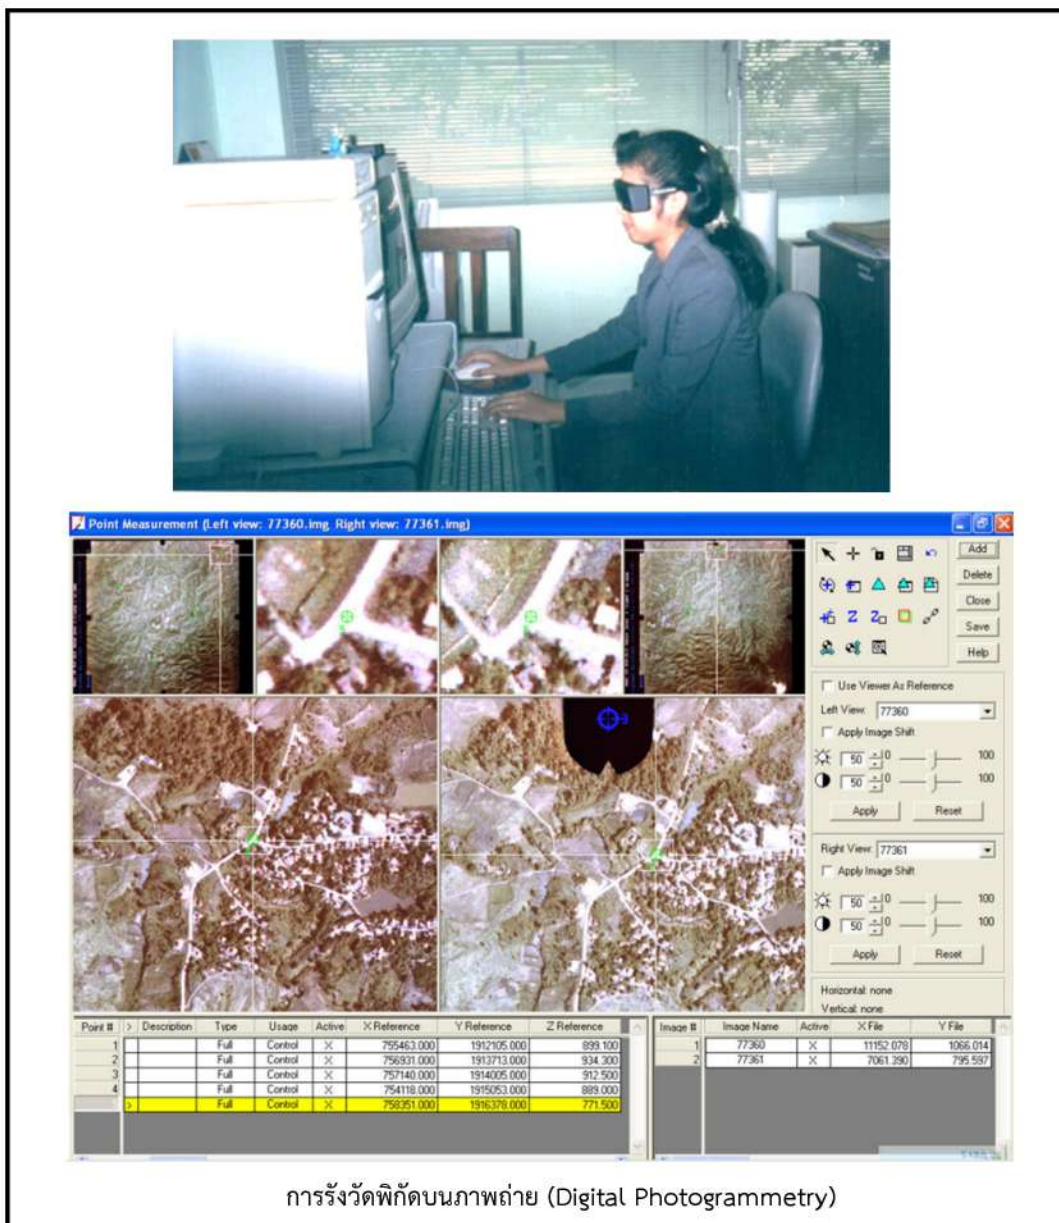 Point Measurement (Left view: 77360.img Right view: 77361.img)
Add
Delete
Close
Save
Help
Use Viewer As Reference
Left View: 77360
Apply Image Shift
50 0 100
50 0 100
Apply Reset
Right View: 77361
Apply Image Shift
50 0 100
50 0 100
Apply Reset
Horizontal: none
Vertical: none
Point # > Description Type Usage Active X Reference Y Reference Z Reference
1 Full Control X 755463.000 1912105.000 899.100
2 Full Control X 756931.000 1913713.000 934.300
3 Full Control X 757140.000 1914005.000 912.500
4 Full Control X 754118.000 1915053.000 889.000
> Full Control X 758351.000 1916378.000 771.500
Image # Image Name Active X File Y File
1 77360 X 11152.078 1066.014
2 77361 X 7061.390 795.597
การรังวัดพิกัดบนภาพถ่าย (Digital Photogrammetry)